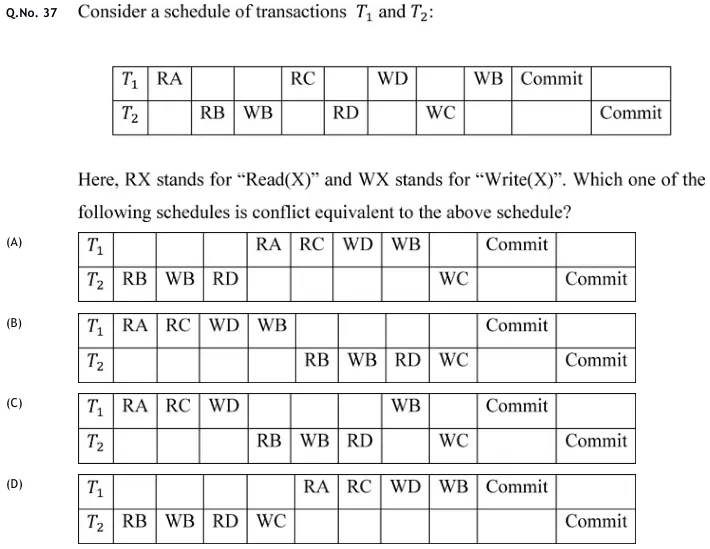 Q.No. 37 Consider a schedule of transactions T₁ and T₂:
T₁ RA RC WD WB Commit
T₂ RB WB RD WC Commit
Here, RX stands for “Read(X)” and WX stands for “Write(X)”. Which one of the
following schedules is conflict equivalent to the above schedule?
(A) T₁ RA RC WD WB Commit
T₂ RB WB RD WC Commit
(B) T₁ RA RC WD WB Commit
T₂ RB WB RD WC Commit
(C) T₁ RA RC WD WB Commit
T₂ RB WB RD WC Commit
(D) T₁ RA RC WD WB Commit
T₂ RB WB RD WC Commit